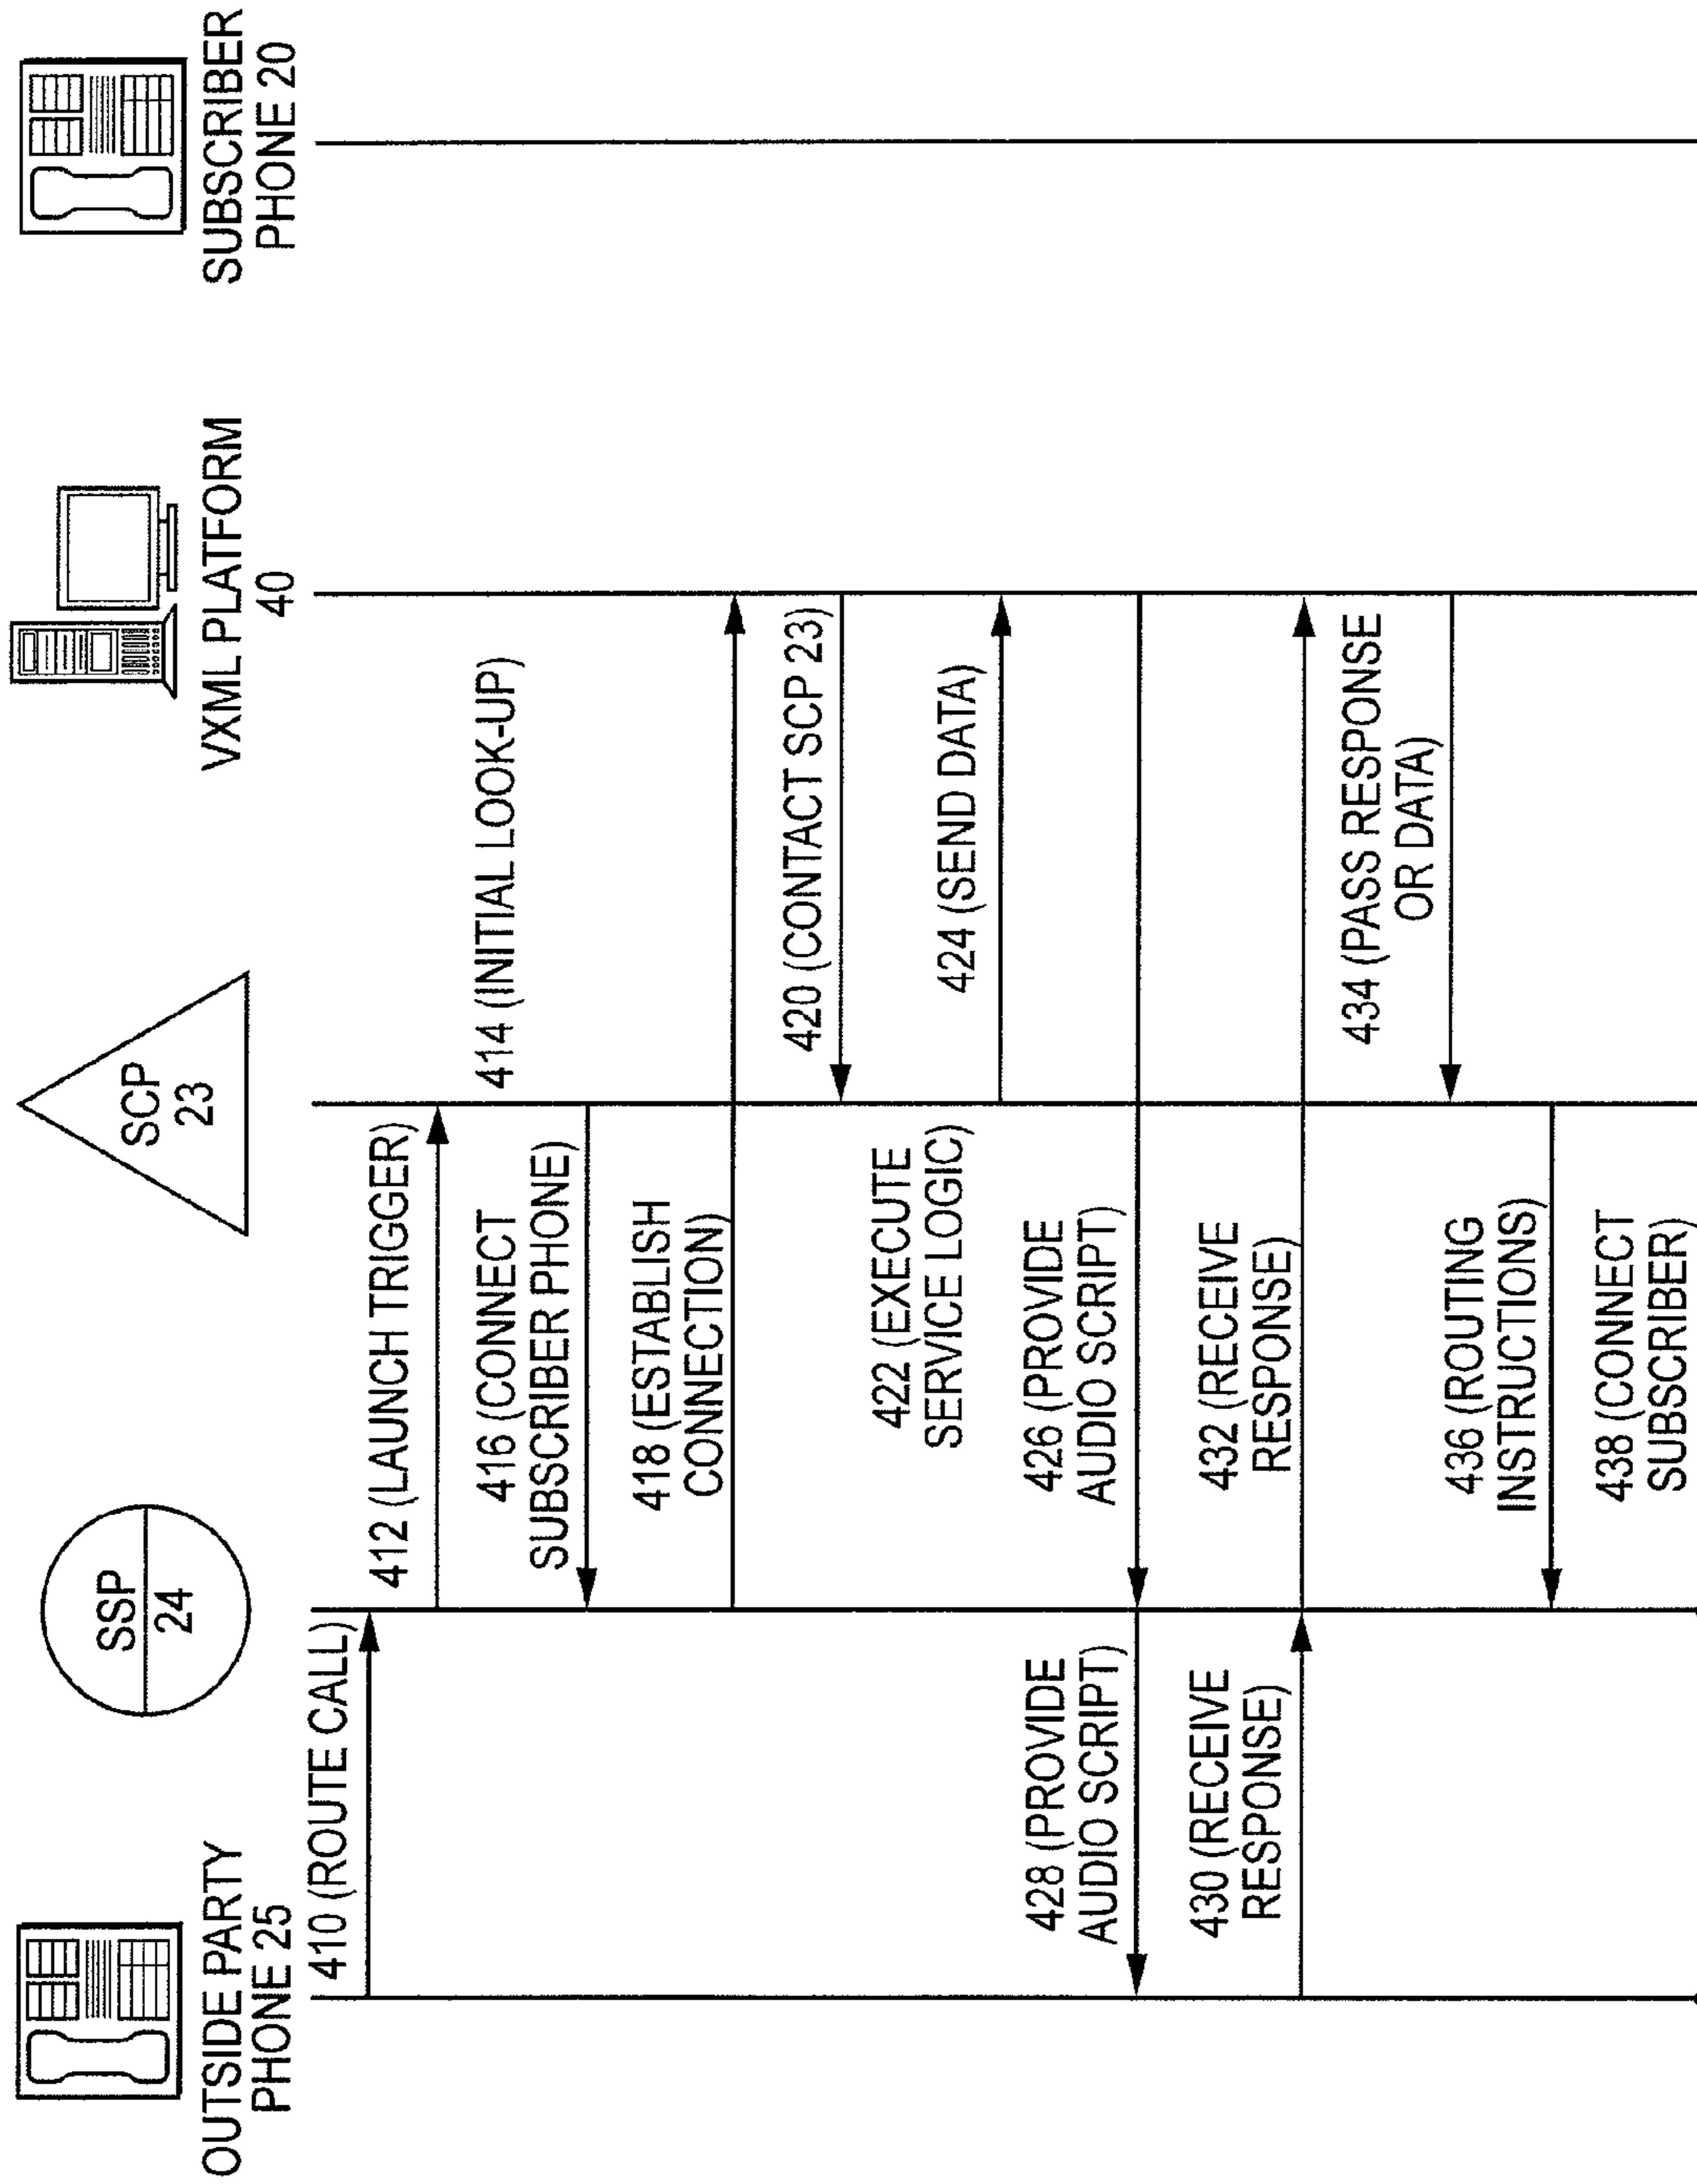 OUTSIDE PARTY
PHONE 25
SSP
24
SCP
23
VXML PLATFORM
40
SUBSCRIBER
PHONE 20
410 (ROUTE CALL)
412 (LAUNCH TRIGGER)
414 (INITIAL LOOK-UP)
416 (CONNECT
SUBSCRIBER PHONE)
418 (ESTABLISH
CONNECTION)
420 (CONTACT SCP 23)
422 (EXECUTE
SERVICE LOGIC)
424 (SEND DATA)
426 (PROVIDE
AUDIO SCRIPT)
428 (PROVIDE
AUDIO SCRIPT)
430 (RECEIVE
RESPONSE)
432 (RECEIVE
RESPONSE)
434 (PASS RESPONSE
OR DATA)
436 (ROUTING
INSTRUCTIONS)
438 (CONNECT
SUBSCRIBER)